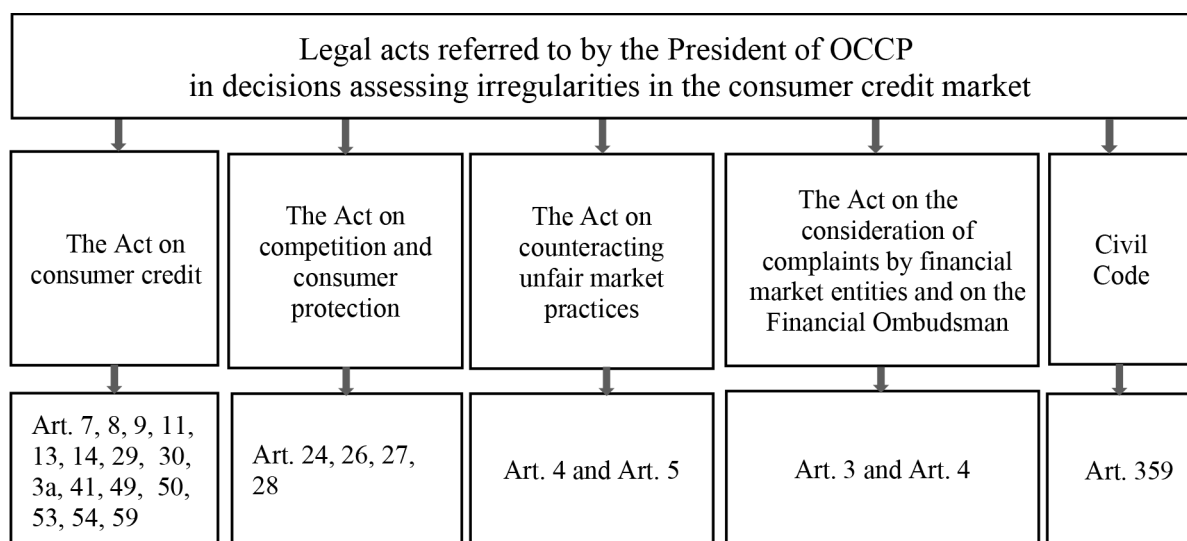 Legal acts referred to by the President of OCCP
in decisions assessing irregularities in the consumer credit market
The Act on
consumer credit
The Act on
competition and
consumer
protection
The Act on
counteracting
unfair market
practices
The Act on the
consideration of
complaints by financial
market entities and on the
Financial Ombudsman
Civil
Code
Art. 7, 8, 9, 11,
13, 14, 29, 30,
3a, 41, 49, 50,
53, 54, 59
Art. 24, 26, 27,
28
Art. 4 and Art. 5
Art. 3 and Art. 4
Art. 359